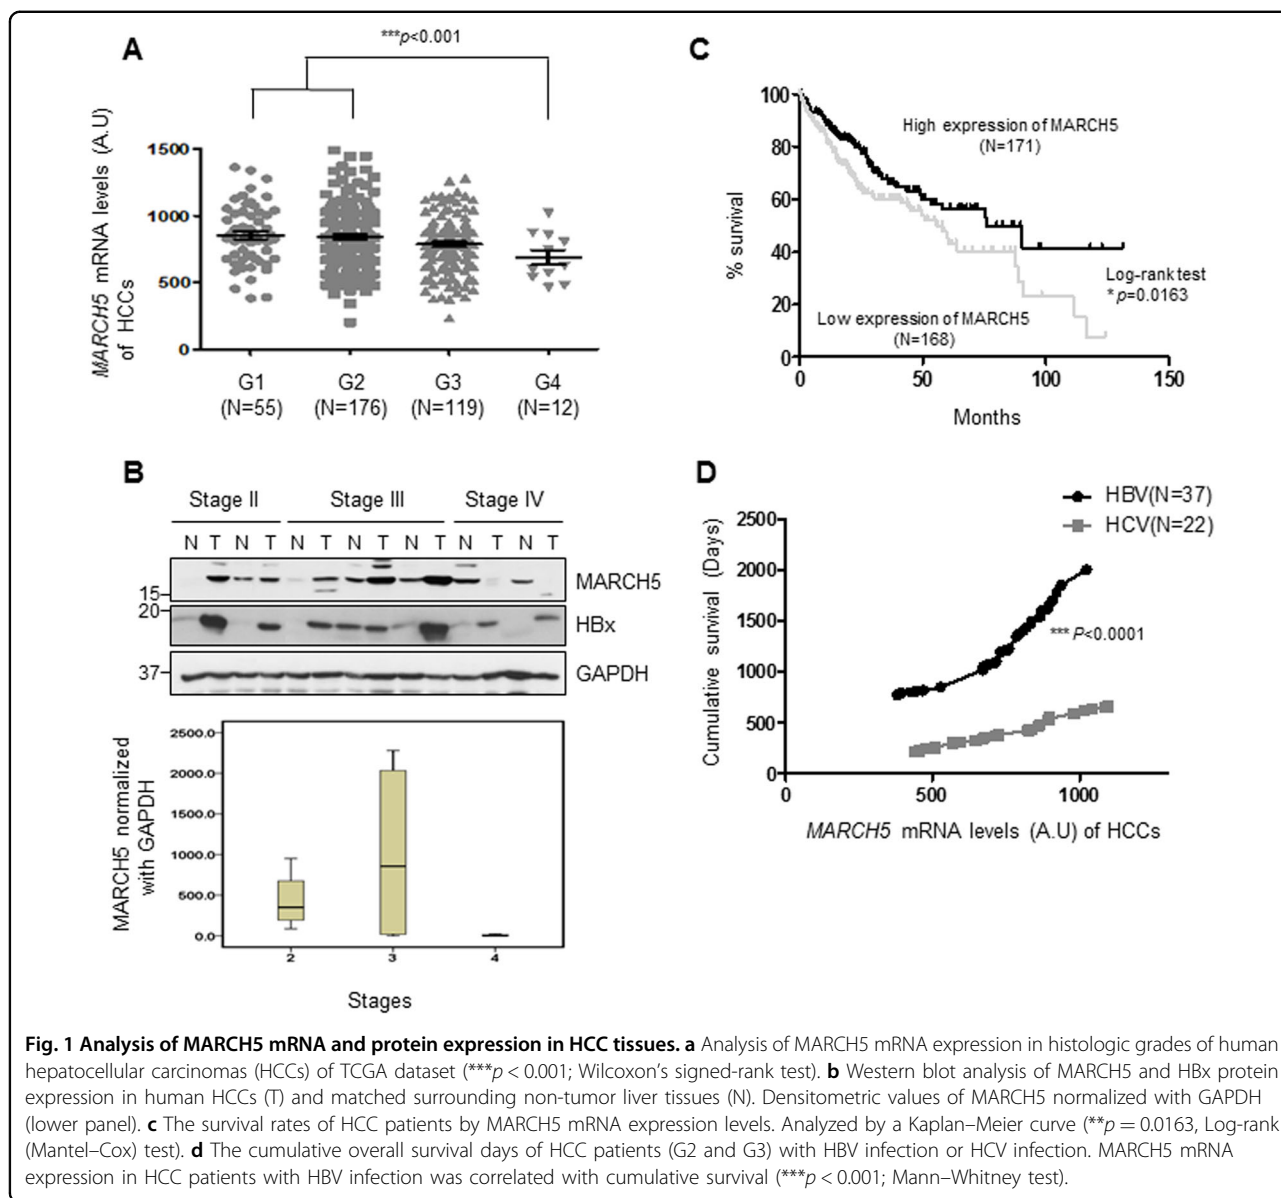 A
***p<0.001
MARCH5 mRNA levels (A.U)
of HCCs
1500
1000
500
0
G1 G2 G3 G4
(N=55) (N=176) (N=119) (N=12)
C
% survival
100
80
60
40
20
0
High expression of MARCH5
(N=171)
Log-rank test
* p=0.0163
Low expression of MARCH5
(N=168)
0 50 100 150
Months
B
Stage II Stage III Stage IV
N T N T N T N T N T N T N T
15
MARCH5
20
HBx
37
GAPDH
MARCH5 normalized
with GAPDH
2500.0
2000.0
1500.0
1000.0
500.0
0.0
2 3 4
Stages
D
HBV(N=37)
HCV(N=22)
Cumulative survival (Days)
2500
2000
1500
1000
500
0
*** P<0.0001
0 500 1000
MARCH5 mRNA levels (A.U) of HCCs
Fig. 1 Analysis of MARCH5 mRNA and protein expression in HCC tissues. a Analysis of MARCH5 mRNA expression in histologic grades of human
hepatocellular carcinomas (HCCs) of TCGA dataset (***p < 0.001; Wilcoxon's signed-rank test). b Western blot analysis of MARCH5 and HBx protein
expression in human HCCs (T) and matched surrounding non-tumor liver tissues (N). Densitometric values of MARCH5 normalized with GAPDH
(lower panel). c The survival rates of HCC patients by MARCH5 mRNA expression levels. Analyzed by a Kaplan–Meier curve (**p = 0.0163, Log-rank
(Mantel–Cox) test). d The cumulative overall survival days of HCC patients (G2 and G3) with HBV infection or HCV infection. MARCH5 mRNA
expression in HCC patients with HBV infection was correlated with cumulative survival (***p < 0.001; Mann–Whitney test).